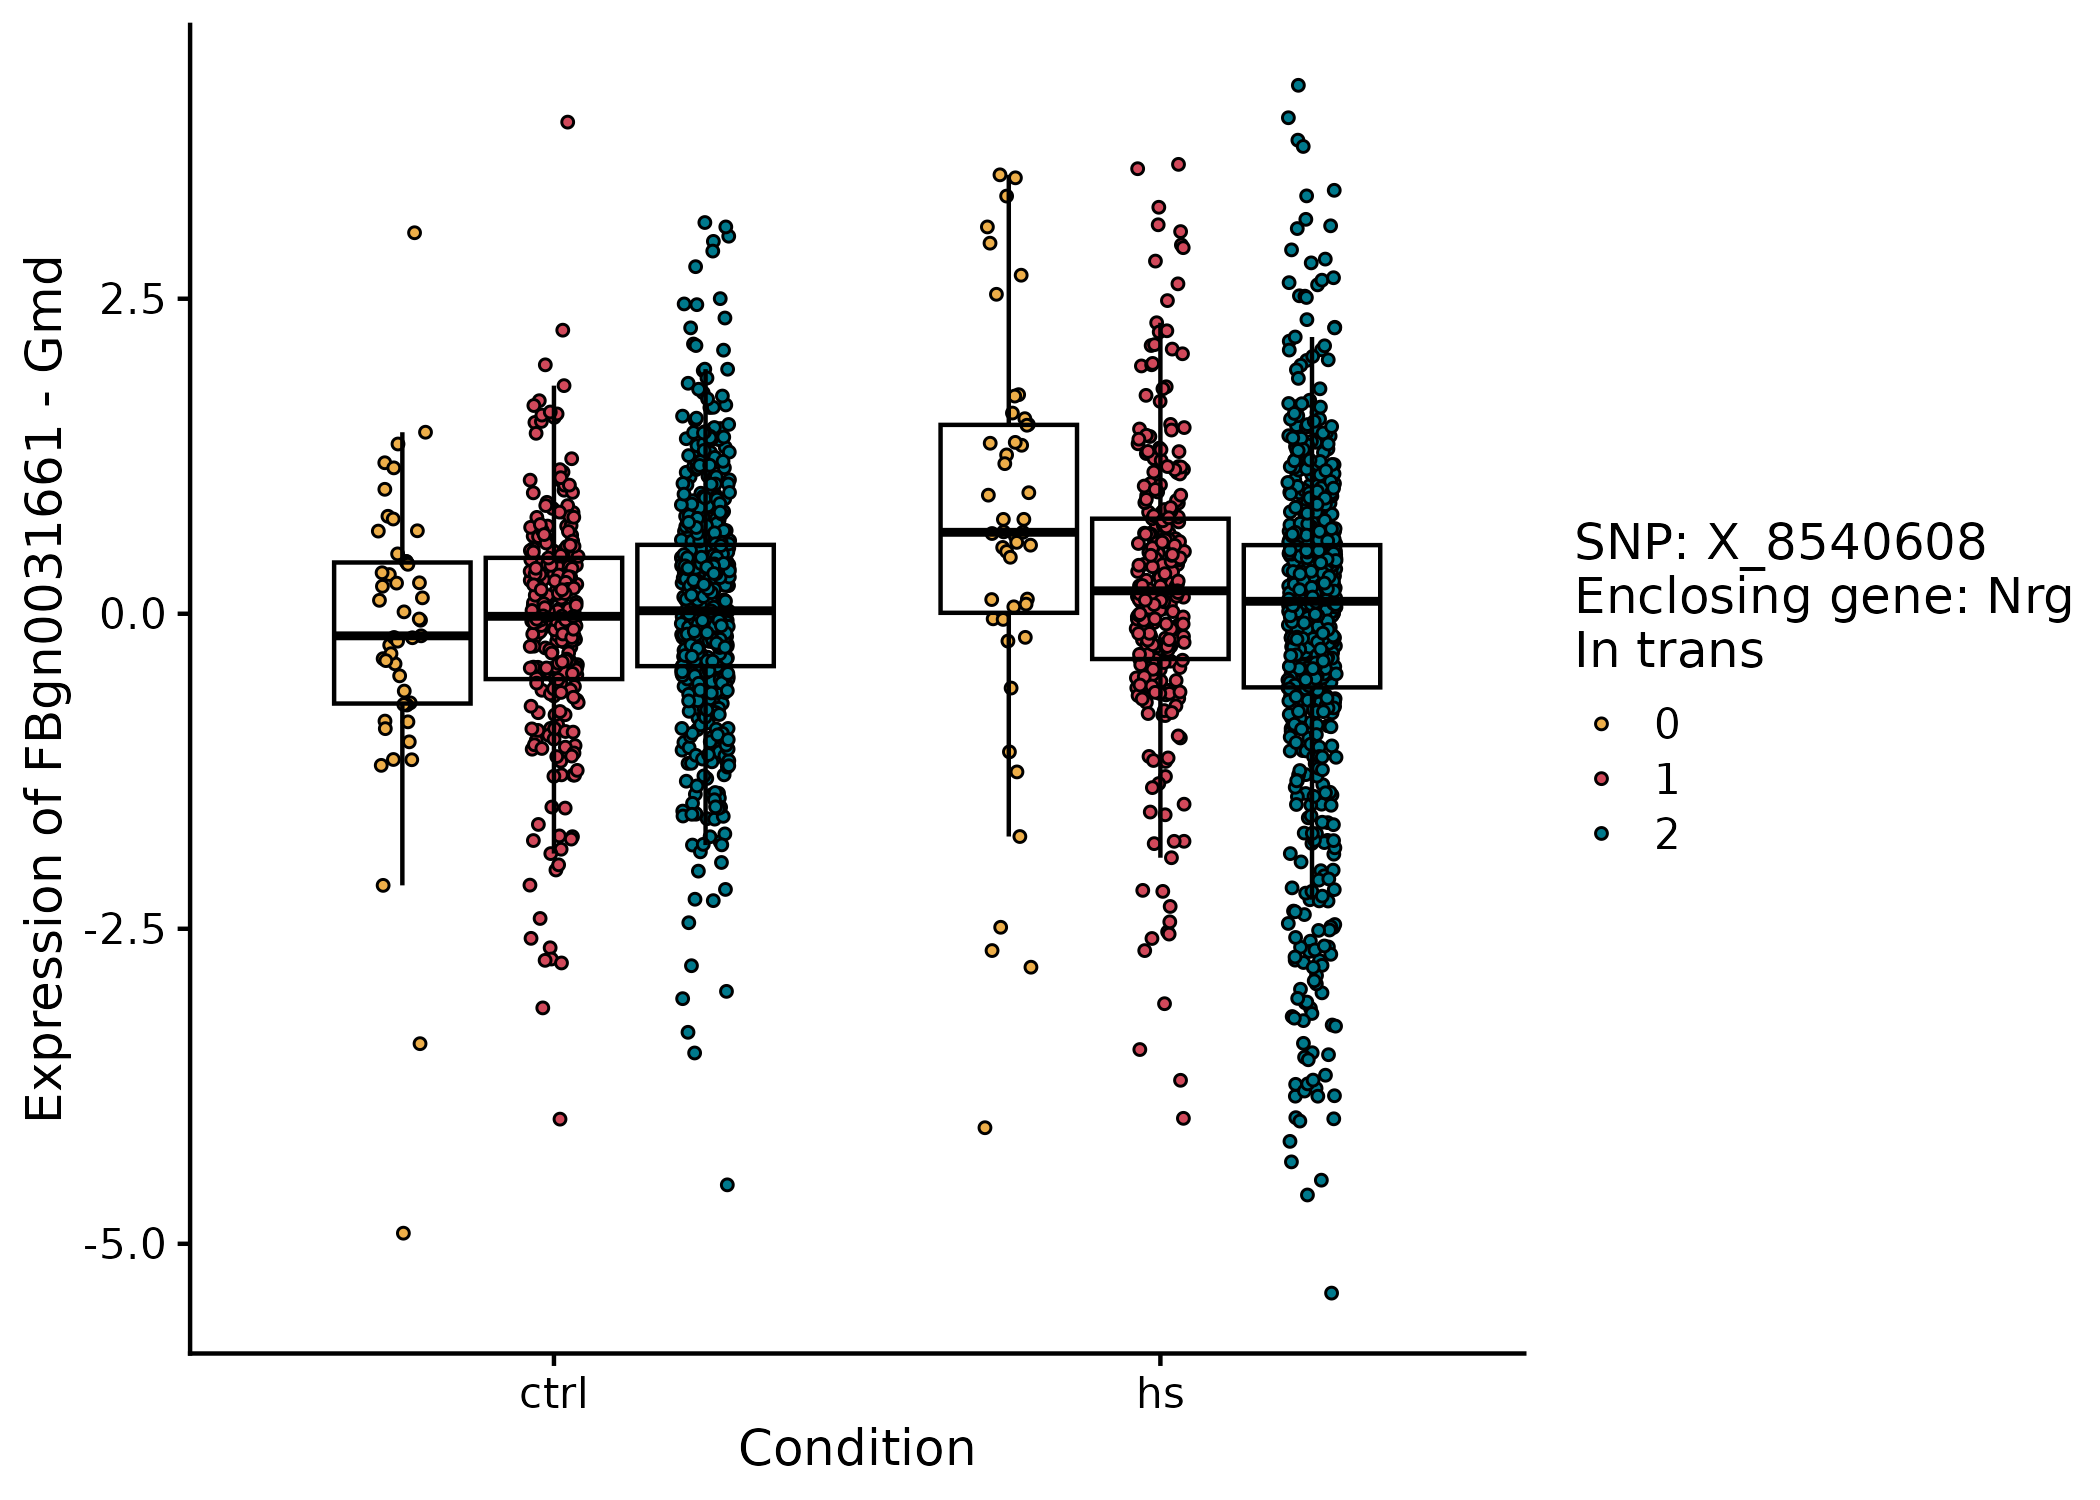 Expression of FBgn0031661 - Gmd
2.5
0.0
-2.5
-5.0
ctrl
hs
Condition
SNP: X_8540608
Enclosing gene: Nrg
In trans
0
1
2